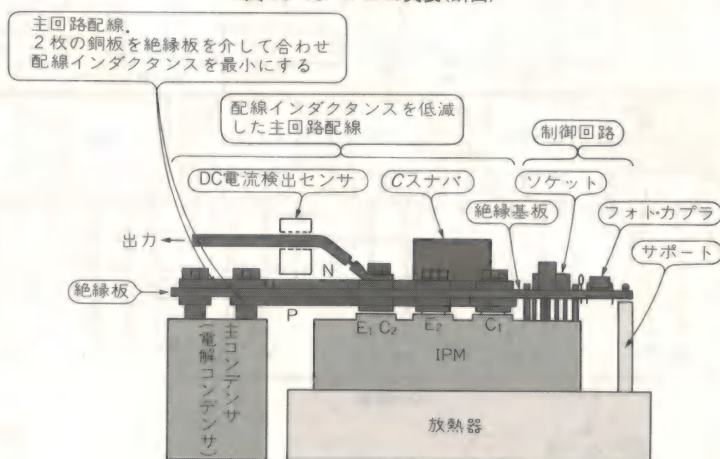 主回路配線.
2枚の銅板を絶縁板を介して合わせ
配線インダクタンスを最小にする
配線インダクタンスを低減
した主回路配線
制御回路
DC電流検出センサ
Cスナバ
ソケット
絶縁基板
フォト・カプラ
出力
サポート
N
絶縁板
P
E₁ C₂
E₂
C₁
IPM
主コンデンサ
(電解コンデンサ)
放熱器